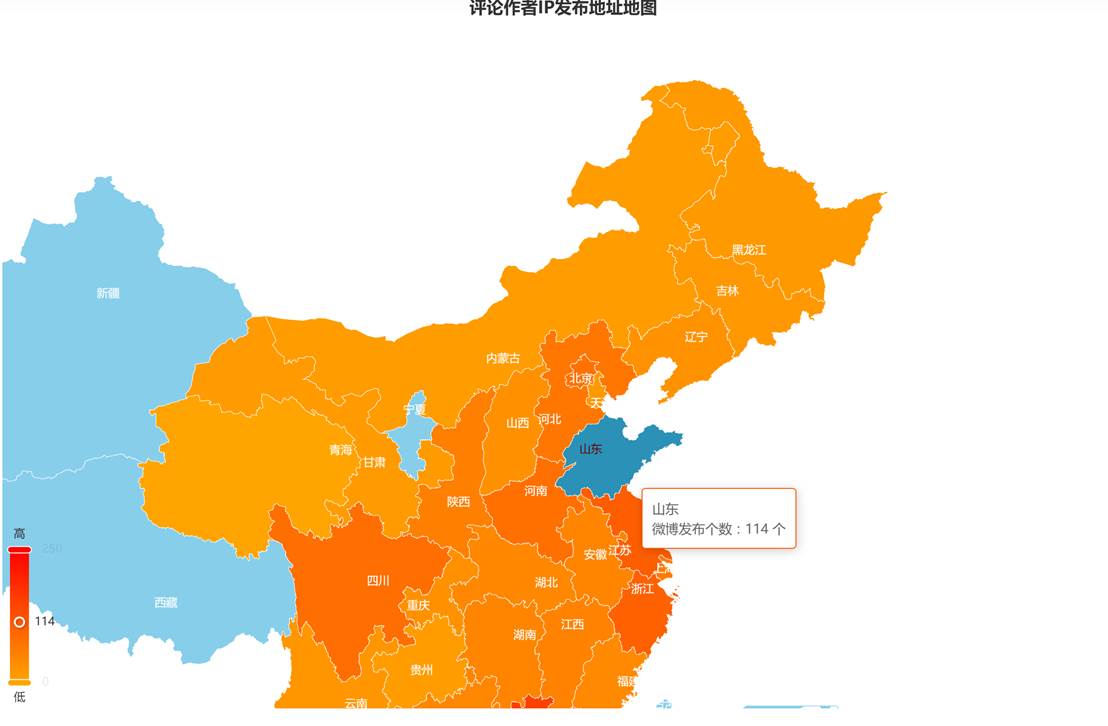 评论作者IP发布地址地图
黑龙江
新疆
吉林
辽宁
内蒙古
北京
天
宁夏
山西
河北
青海
山东
甘肃
河南
陕西
山东
微博发布个数：114 个
高
250
安徽
江苏
上海
四川
湖北
浙江
西藏
重庆
114
湖南
江西
贵州
福建
0
低
云南